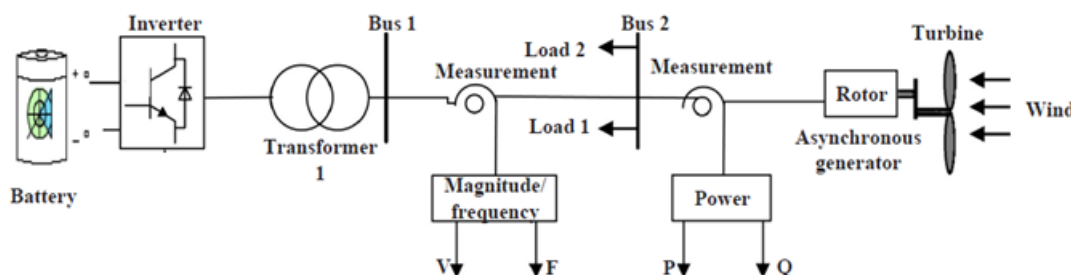 Inverter
Bus 1
Bus 2
Turbine
Load 2
Measurement
Measurement
+
Rotor
Wind
Load 1
-
Transformer
1
Asynchronous
generator
Battery
Magnitude/
frequency
Power
V
F
P
Q